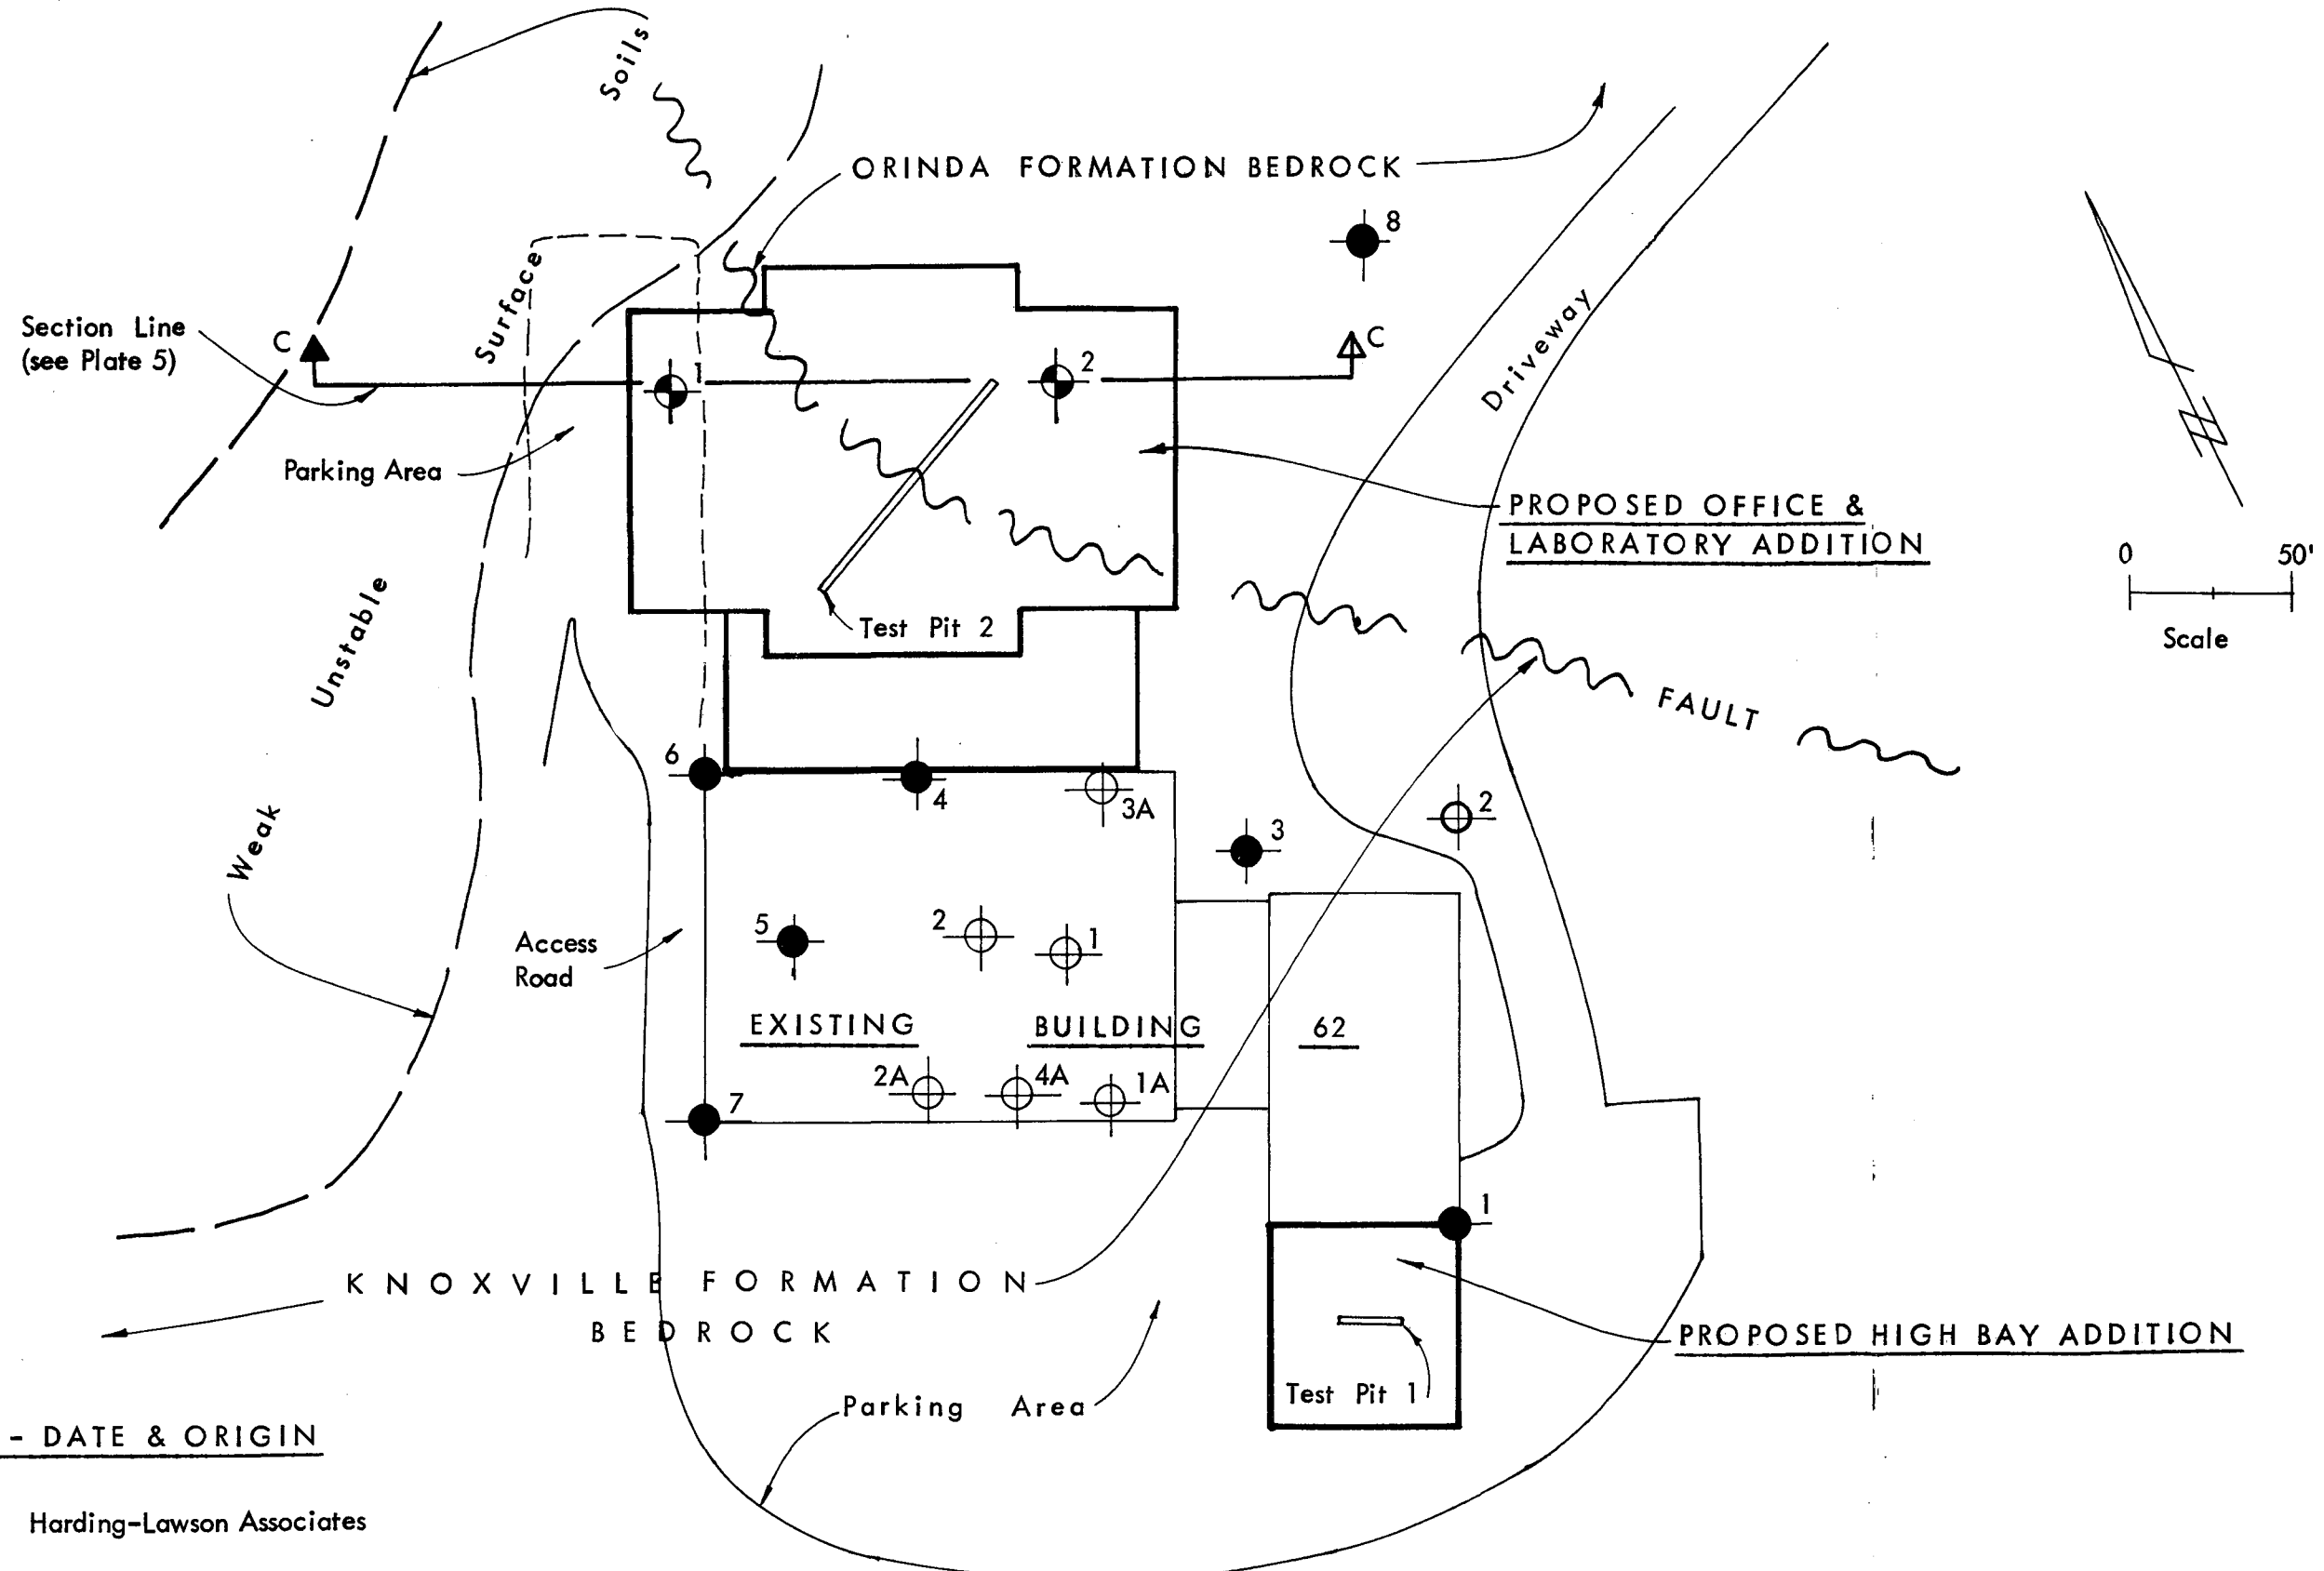 Soils
ORINDA FORMATION BEDROCK
8
Surface
Section Line
(see Plate 5)
C
1
2
C
Driveway
Parking Area
PROPOSED OFFICE &
LABORATORY ADDITION
0 50'
Scale
Unstable
Test Pit 2
FAULT
6
4
3A
3
2
Weak
5
2
1
Access
Road
EXISTING BUILDING 62
2A
4A
1A
7
1
KNOXVILLE FORMATION
BEDROCK
PROPOSED HIGH BAY ADDITION
Test Pit 1
Parking Area
- DATE & ORIGIN
Harding-Lawson Associates